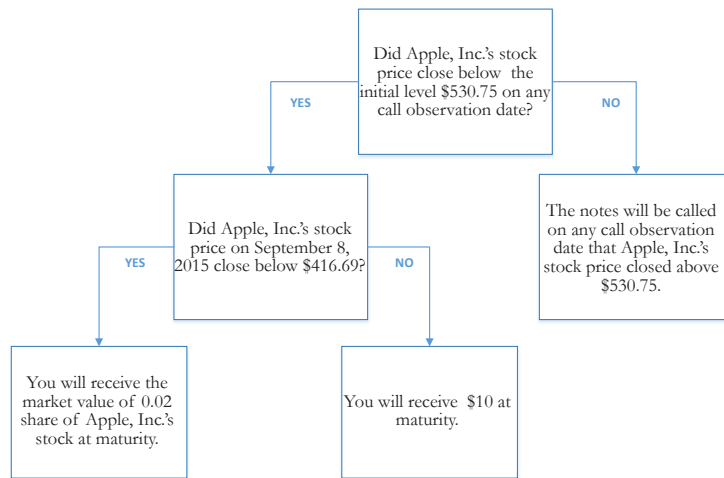 Did Apple, Inc.'s stock
price close below the
initial level $530.75 on any
call observation date?
YES
NO
Did Apple, Inc.'s stock
price on September 8,
2015 close below $416.69?
The notes will be called
on any call observation
date that Apple, Inc.'s
stock price closed above
$530.75.
YES
NO
You will receive the
market value of 0.02
share of Apple, Inc.'s
stock at maturity.
You will receive $10 at
maturity.